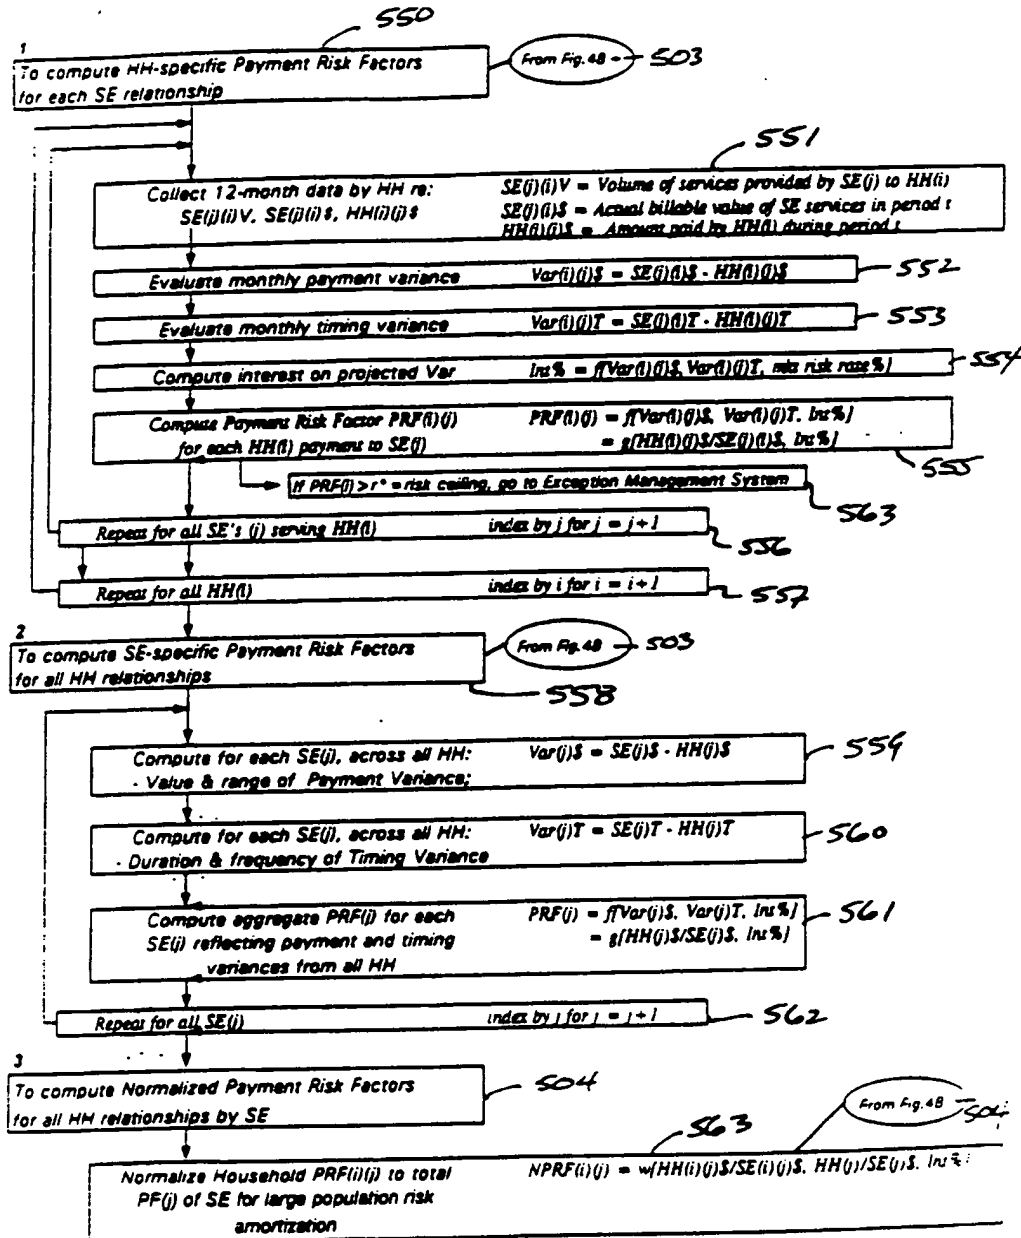 550
1
To compute HH-specific Payment Risk Factors
for each SE relationship
From Fig. 4B
503
551
Collect 12-month data by HH re:
SE(j)(i)V, SE(j)(i)$, HH(i)(j)$
SE(j)(i)V = Volume of services provided by SE(j) to HH(i)
SE(j)(i)$ = Actual billable value of SE services in period t
HH(i)(j)$ = Amount paid by HH(i) during period t
Evaluate monthly payment variance Var(i)(j)$ = SE(j)(i)$ - HH(i)(j)$
552
Evaluate monthly timing variance Var(i)(j)T = SE(j)(i)T - HH(i)(j)T
553
Compute interest on projected Var Int% = f[Var(i)(j)$, Var(i)(j)T, mkt risk rate%]
554
Compute Payment Risk Factor PRF(i)(j)
for each HH(i) payment to SE(j)
PRF(i)(j) = f[Var(i)(j)$, Var(i)(j)T, Int%]
= g[HH(i)(j)$/SE(j)(i)$, Int%]
555
If PRF(j) > r* = risk ceiling, go to Exception Management System
563
Repeat for all SE's (j) serving HH(i) index by j for j = j+1
556
Repeat for all HH(i) index by i for i = i+1
557
2
To compute SE-specific Payment Risk Factors
for all HH relationships
From Fig. 4B
503
558
Compute for each SE(j), across all HH:
- Value & range of Payment Variance;
Var(j)$ = SE(j)$ - HH(j)$
559
Compute for each SE(j), across all HH:
- Duration & frequency of Timing Variance
Var(j)T = SE(j)T - HH(j)T
560
Compute aggregate PRF(j) for each
SE(j) reflecting payment and timing
variances from all HH
PRF(j) = f[Var(j)$, Var(j)T, Int%]
= g[HH(j)$/SE(j)$, Int%]
561
Repeat for all SE(j) index by j for j = j+1
562
3
To compute Normalized Payment Risk Factors
for all HH relationships by SE
504
From Fig. 4B
504
563
Normalize Household PRF(i)(j) to total
PF(j) of SE for large population risk
amortization
NPRF(i)(j) = w[HH(i)(j)$/SE(i)(j)$, HH(j)/SE(j)$, Int%